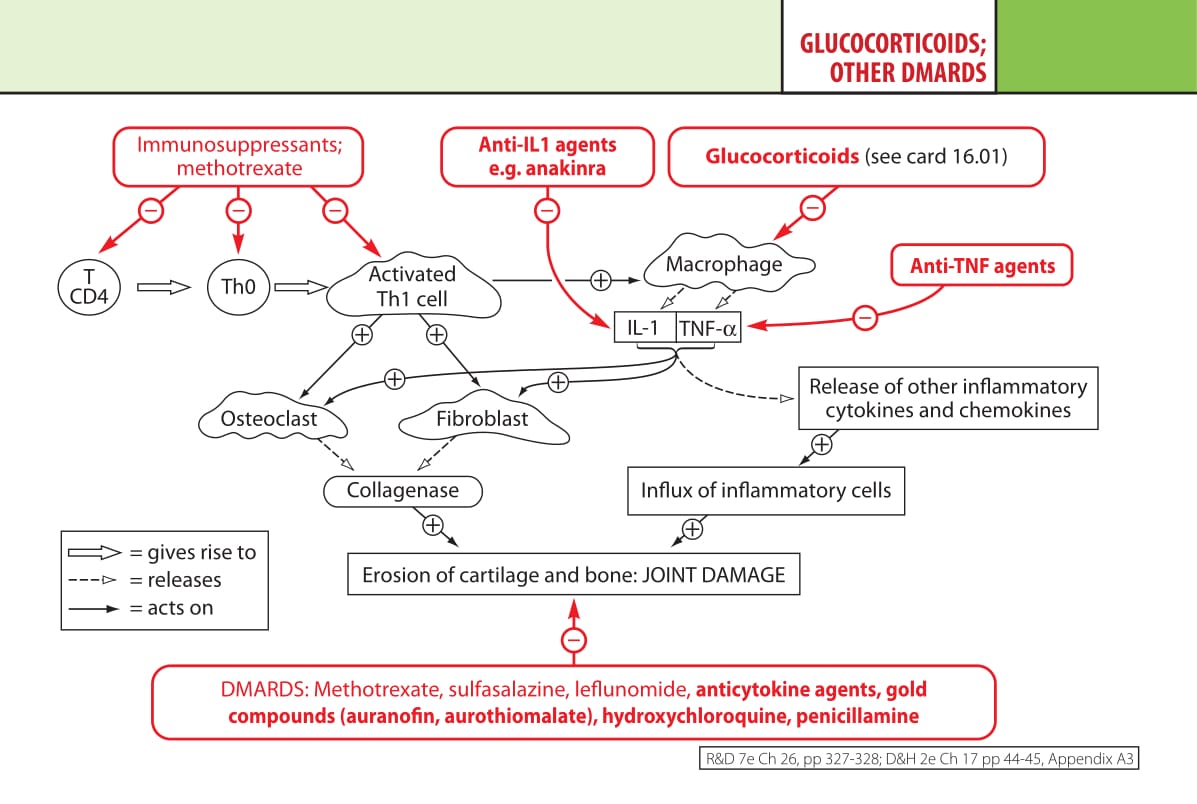 GLUCOCORTICOIDS;
OTHER DMARDS
Immunosuppressants;
methotrexate
Anti-IL1 agents
e.g. anakinra
Glucocorticoids (see card 16.01)
−
−
−
−
−
T
CD4
Th0
Activated
Th1 cell
+
Macrophage
Anti-TNF agents
−
IL-1
TNF-α
+
+
+
+
Osteoclast
Fibroblast
Release of other inflammatory
cytokines and chemokines
+
Collagenase
Influx of inflammatory cells
+
+
= gives rise to
= releases
= acts on
Erosion of cartilage and bone: JOINT DAMAGE
−
DMARDS: Methotrexate, sulfasalazine, leflunomide, anticytokine agents, gold
compounds (auranofin, aurothiomalate), hydroxychloroquine, penicillamine
R&D 7e Ch 26, pp 327-328; D&H 2e Ch 17 pp 44-45, Appendix A3